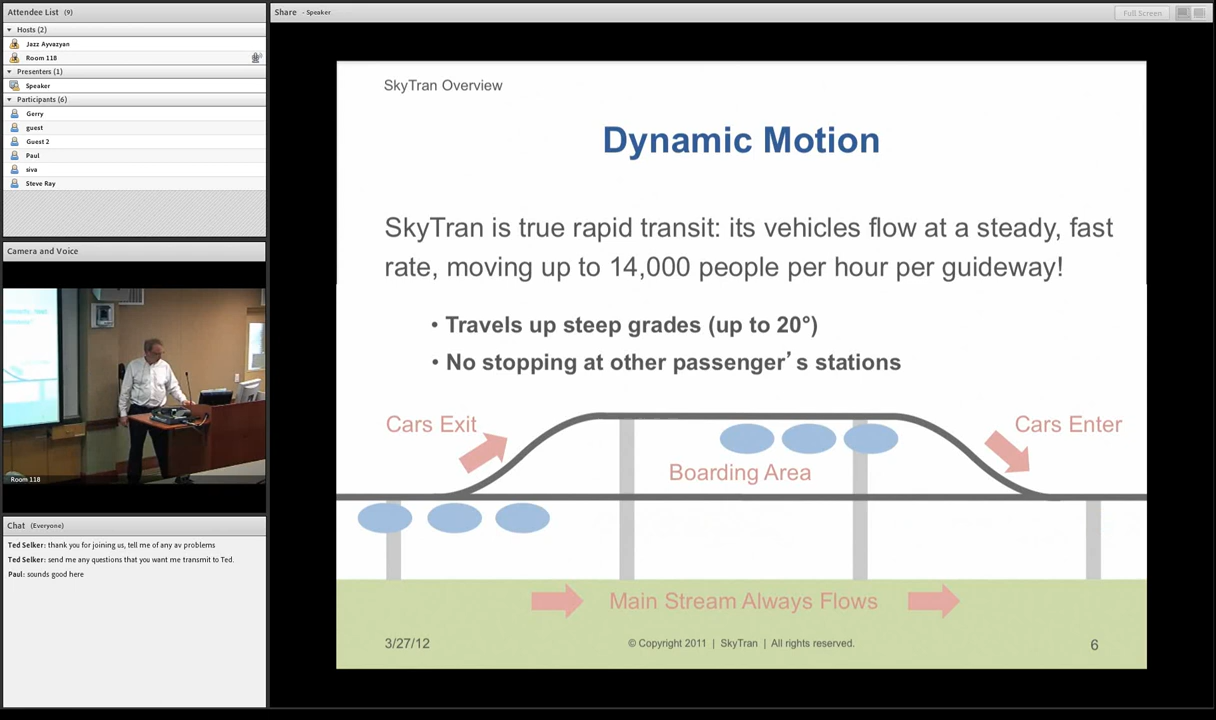 Attendee List (9)
Hosts (2)
Jazz Ayvazyan
Room 118
Presenters (1)
Speaker
Participants (6)
Gerry
guest
Guest 2
Paul
siva
Steve Ray
Camera and Voice
Room 118
Chat (Everyone)
Ted Selker: thank you for joining us, tell me of any av problems
Ted Selker: send me any questions that you want me transmit to Ted.
Paul: sounds good here
Share - Speaker
Full Screen
SkyTran Overview
Dynamic Motion
SkyTran is true rapid transit: its vehicles flow at a steady, fast
rate, moving up to 14,000 people per hour per guideway!
• Travels up steep grades (up to 20°)
• No stopping at other passenger’s stations
Cars Exit
Cars Enter
Boarding Area
Main Stream Always Flows
3/27/12
© Copyright 2011 | SkyTran | All rights reserved.
6